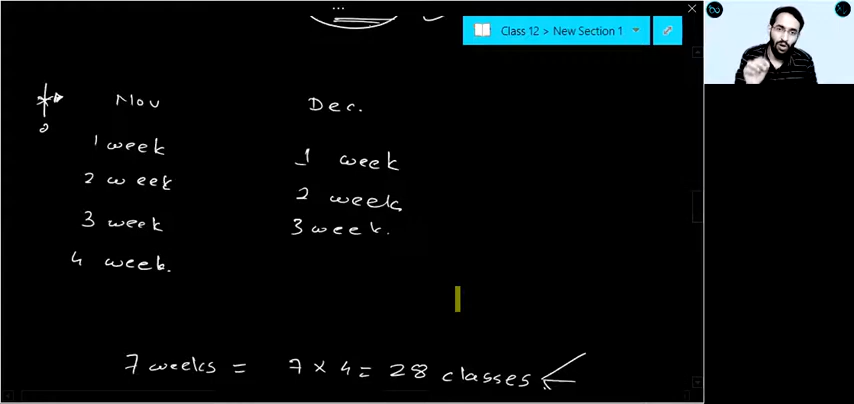 Class 12 > New Section 1
Nov Dec.
1 week 1 week
2 week 2 week
3 week 3 week.
4 week.
7 weeks = 7 × 4 = 28 classes